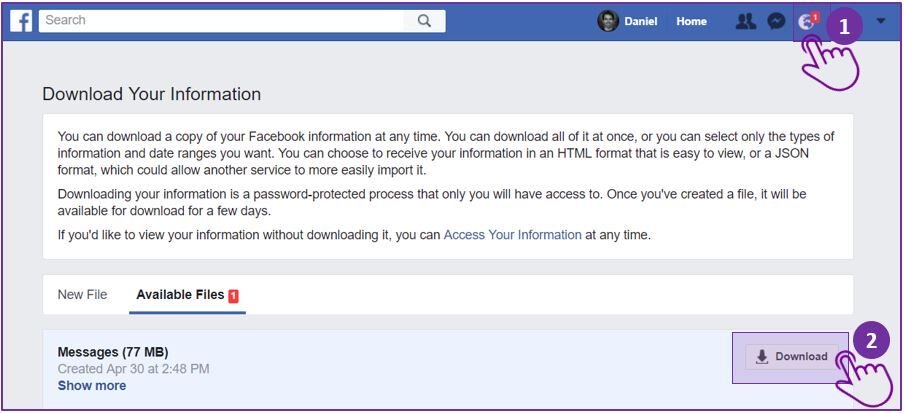 f
Search
Daniel
Home
1
1
Download Your Information
You can download a copy of your Facebook information at any time. You can download all of it at once, or you can select only the types of
information and date ranges you want. You can choose to receive your information in an HTML format that is easy to view, or a JSON
format, which could allow another service to more easily import it.
Downloading your information is a password-protected process that only you will have access to. Once you've created a file, it will be
available for download for a few days.
If you'd like to view your information without downloading it, you can Access Your Information at any time.
New File
Available Files 1
Messages (77 MB)
Created Apr 30 at 2:48 PM
Show more
Download
2